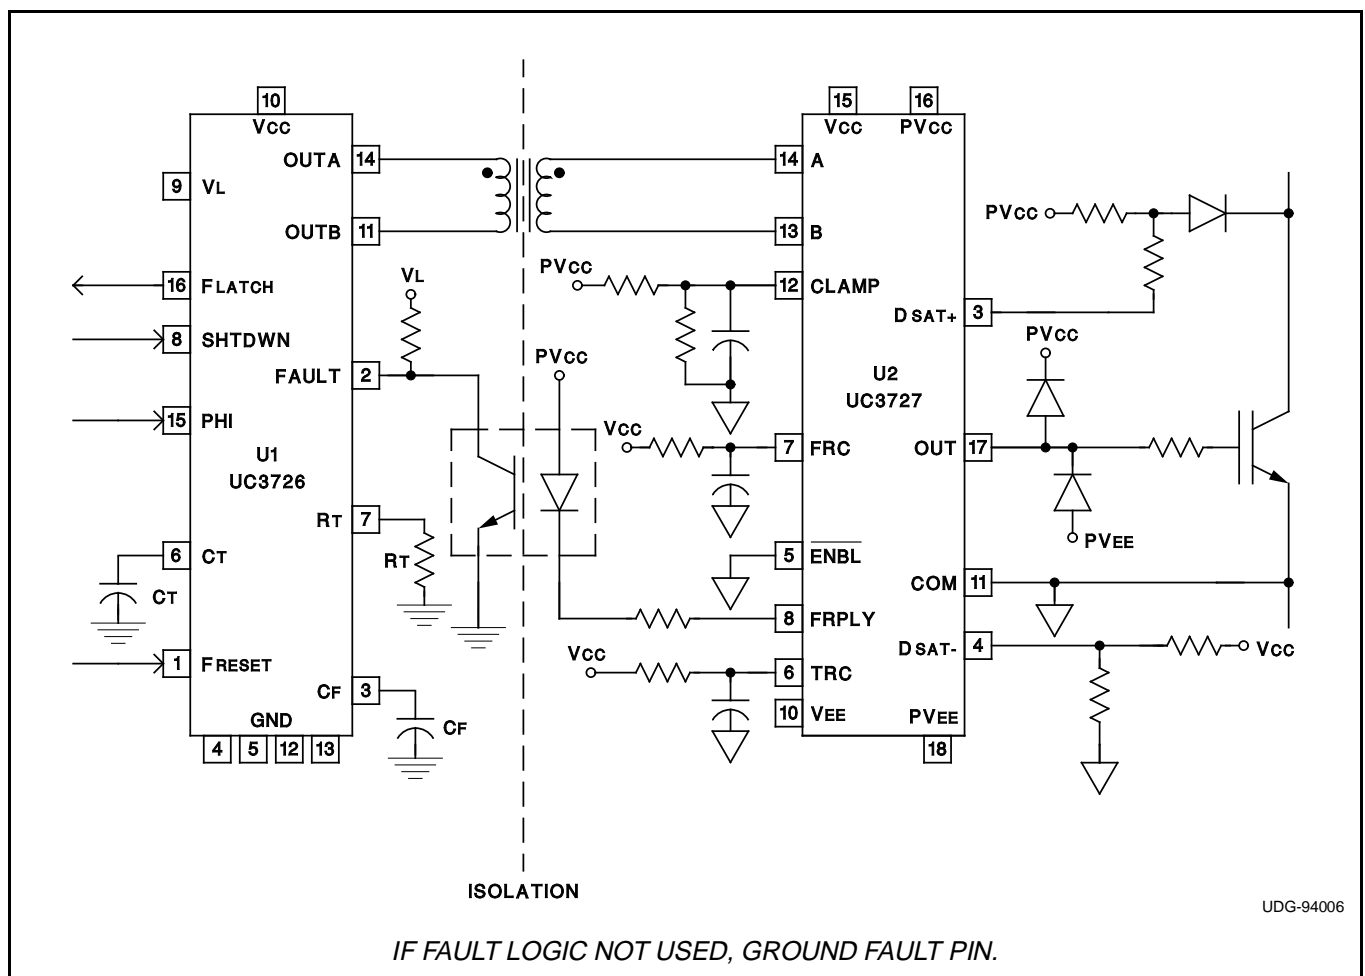 10
VCC
OUTA 14
9 VL
OUTB 11
16 FLATCH
8 SHTDWN
FAULT 2
15 PHI
U1
UC3726
RT 7
6 CT
CT
RT
1 FRESET
CF 3
CF
GND
4 5 12 13
VL
PVCC
ISOLATION
15 16
VCC PVCC
14 A
13 B
PVCC
12 CLAMP
DSAT+ 3
PVCC
U2
UC3727
PVCC
VCC
7 FRC
OUT 17
PVEE
5 ENBL
COM 11
8 FRPLY
DSAT- 4
VCC
VCC
6 TRC
10 VEE
PVEE
18
UDG-94006
IF FAULT LOGIC NOT USED, GROUND FAULT PIN.